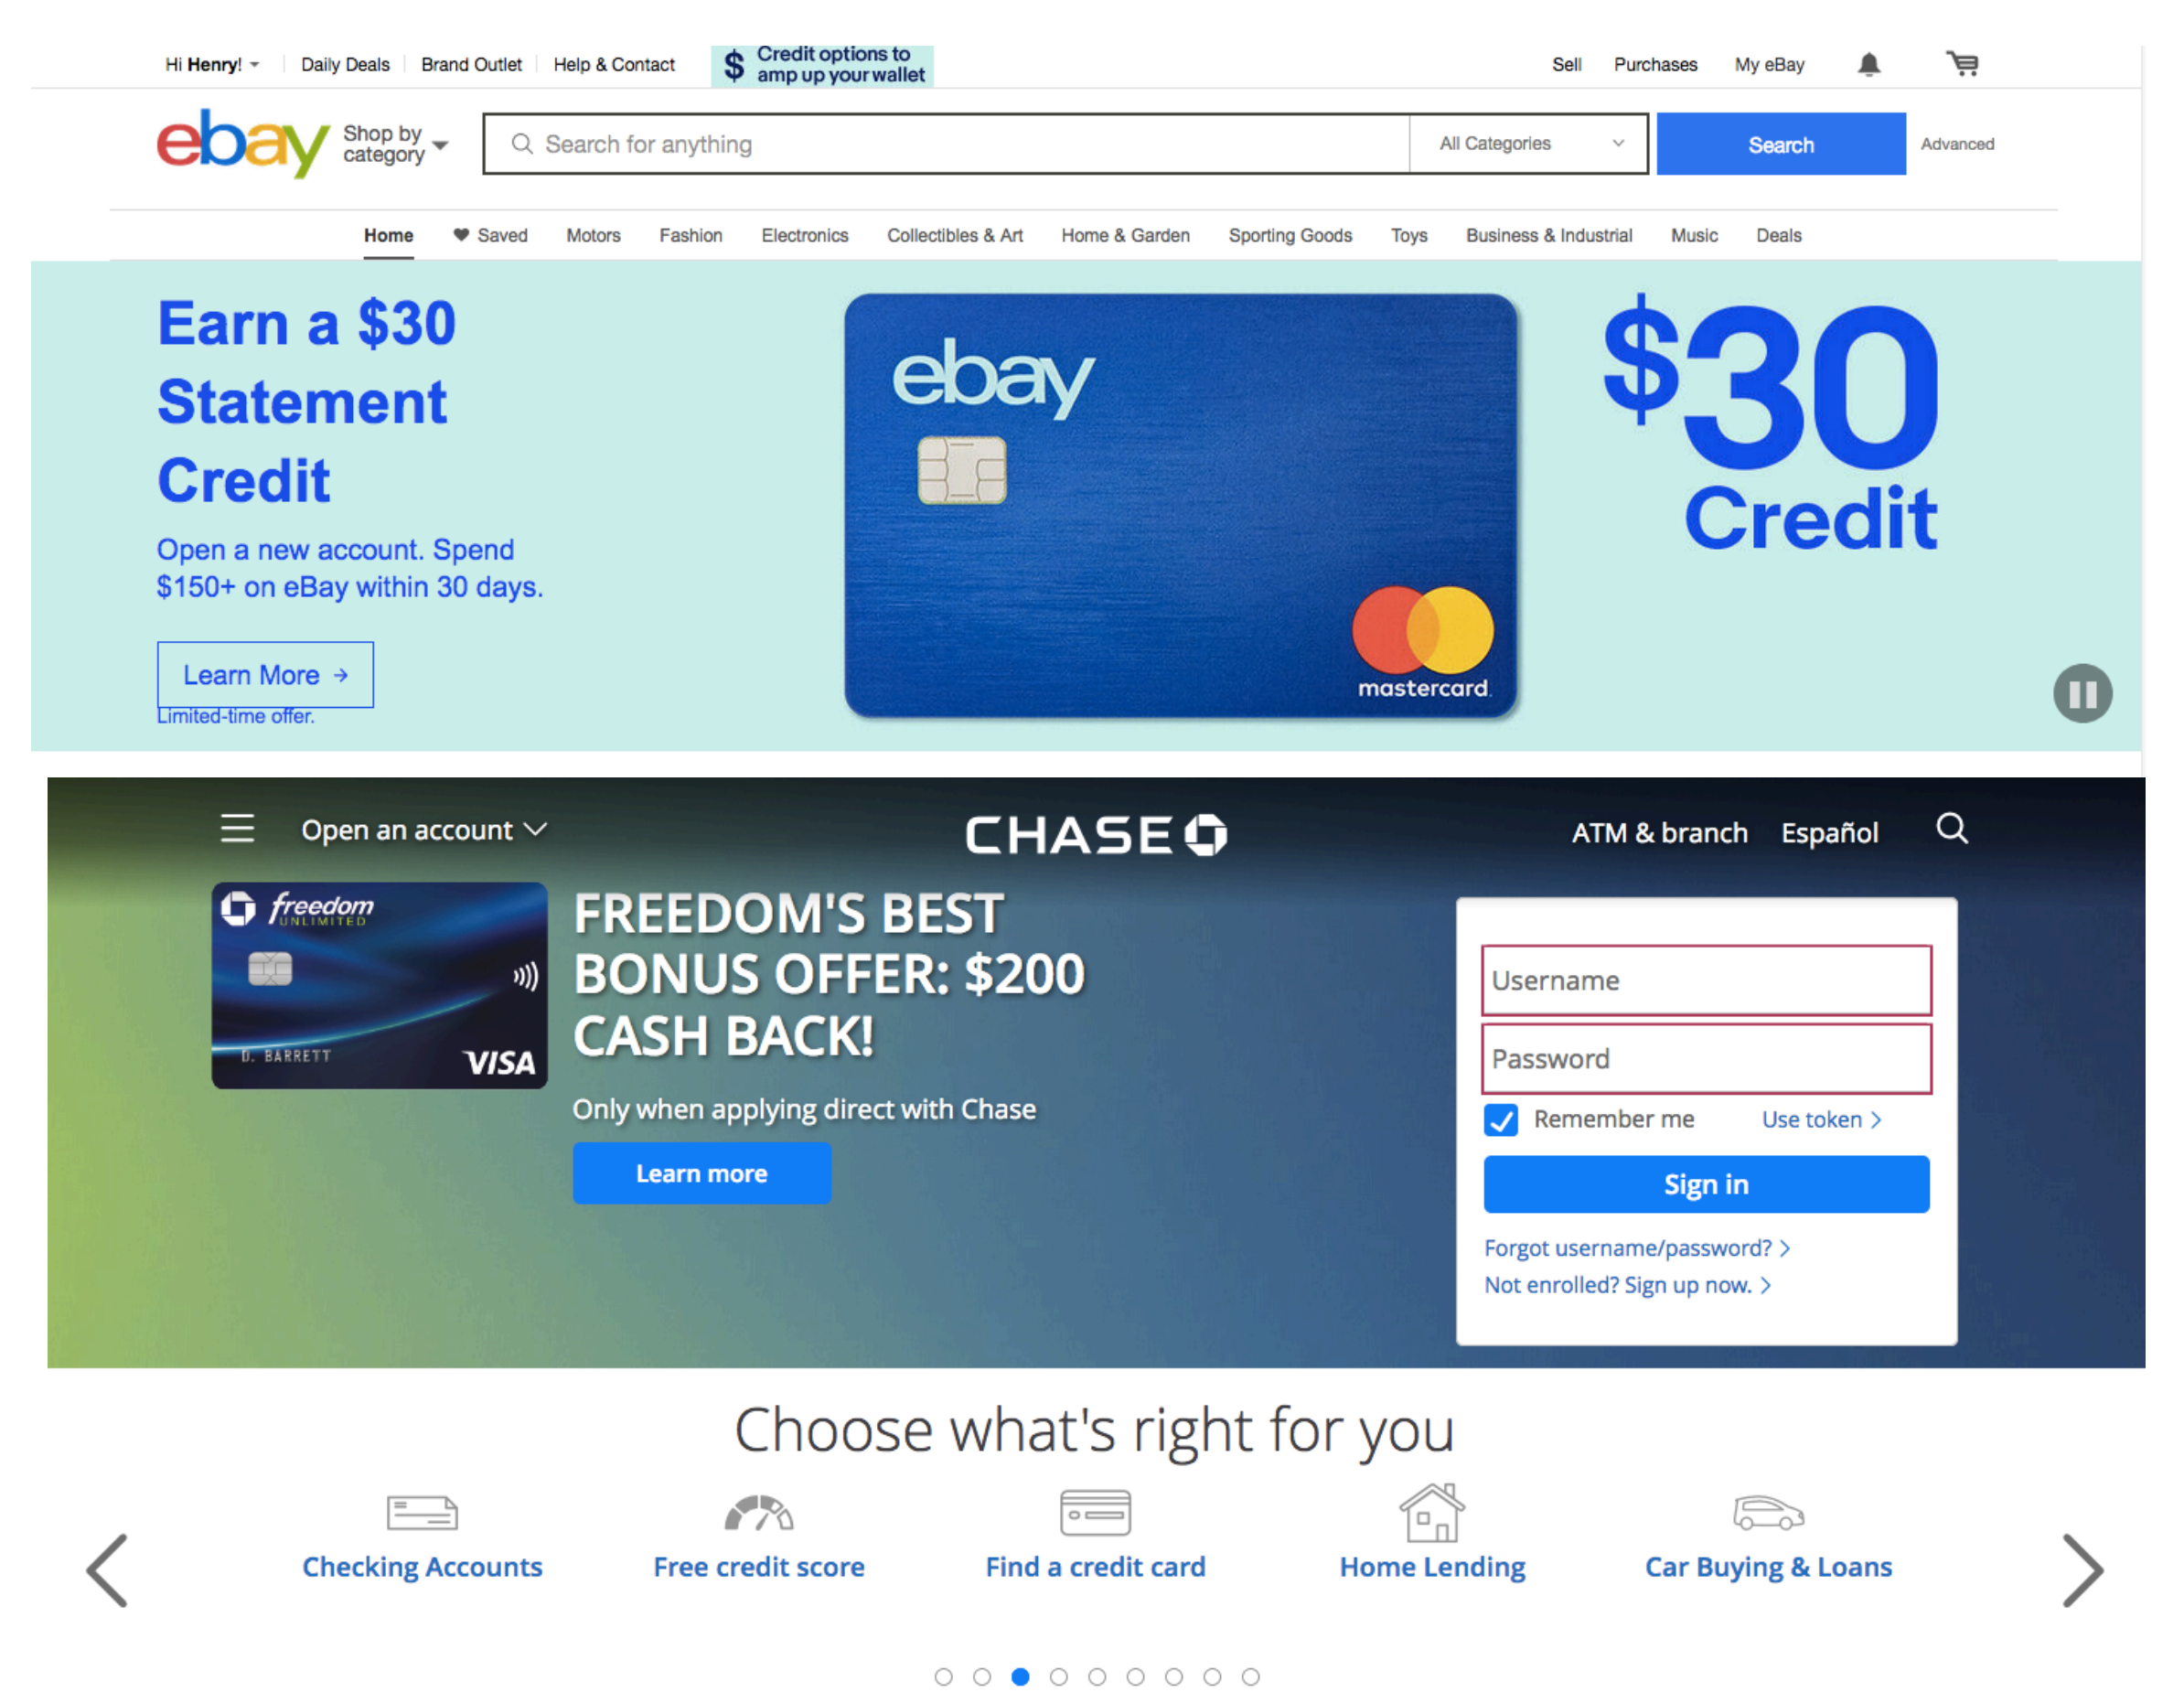 Hi Henry! Daily Deals Brand Outlet Help & Contact $ Credit options to amp up your wallet Sell Purchases My eBay
ebay Shop by category Search for anything All Categories Search Advanced
Home Saved Motors Fashion Electronics Collectibles & Art Home & Garden Sporting Goods Toys Business & Industrial Music Deals
Earn a $30
Statement
Credit
Open a new account. Spend
$150+ on eBay within 30 days.
Learn More →
Limited-time offer.
ebay
mastercard.
$30
Credit
Open an account CHASE ATM & branch Español
freedom
UNLIMITED
D. BARRETT
VISA
FREEDOM'S BEST
BONUS OFFER: $200
CASH BACK!
Only when applying direct with Chase
Learn more
Username
Password
Remember me Use token >
Sign in
Forgot username/password? >
Not enrolled? Sign up now. >
Choose what's right for you
Checking Accounts Free credit score Find a credit card Home Lending Car Buying & Loans